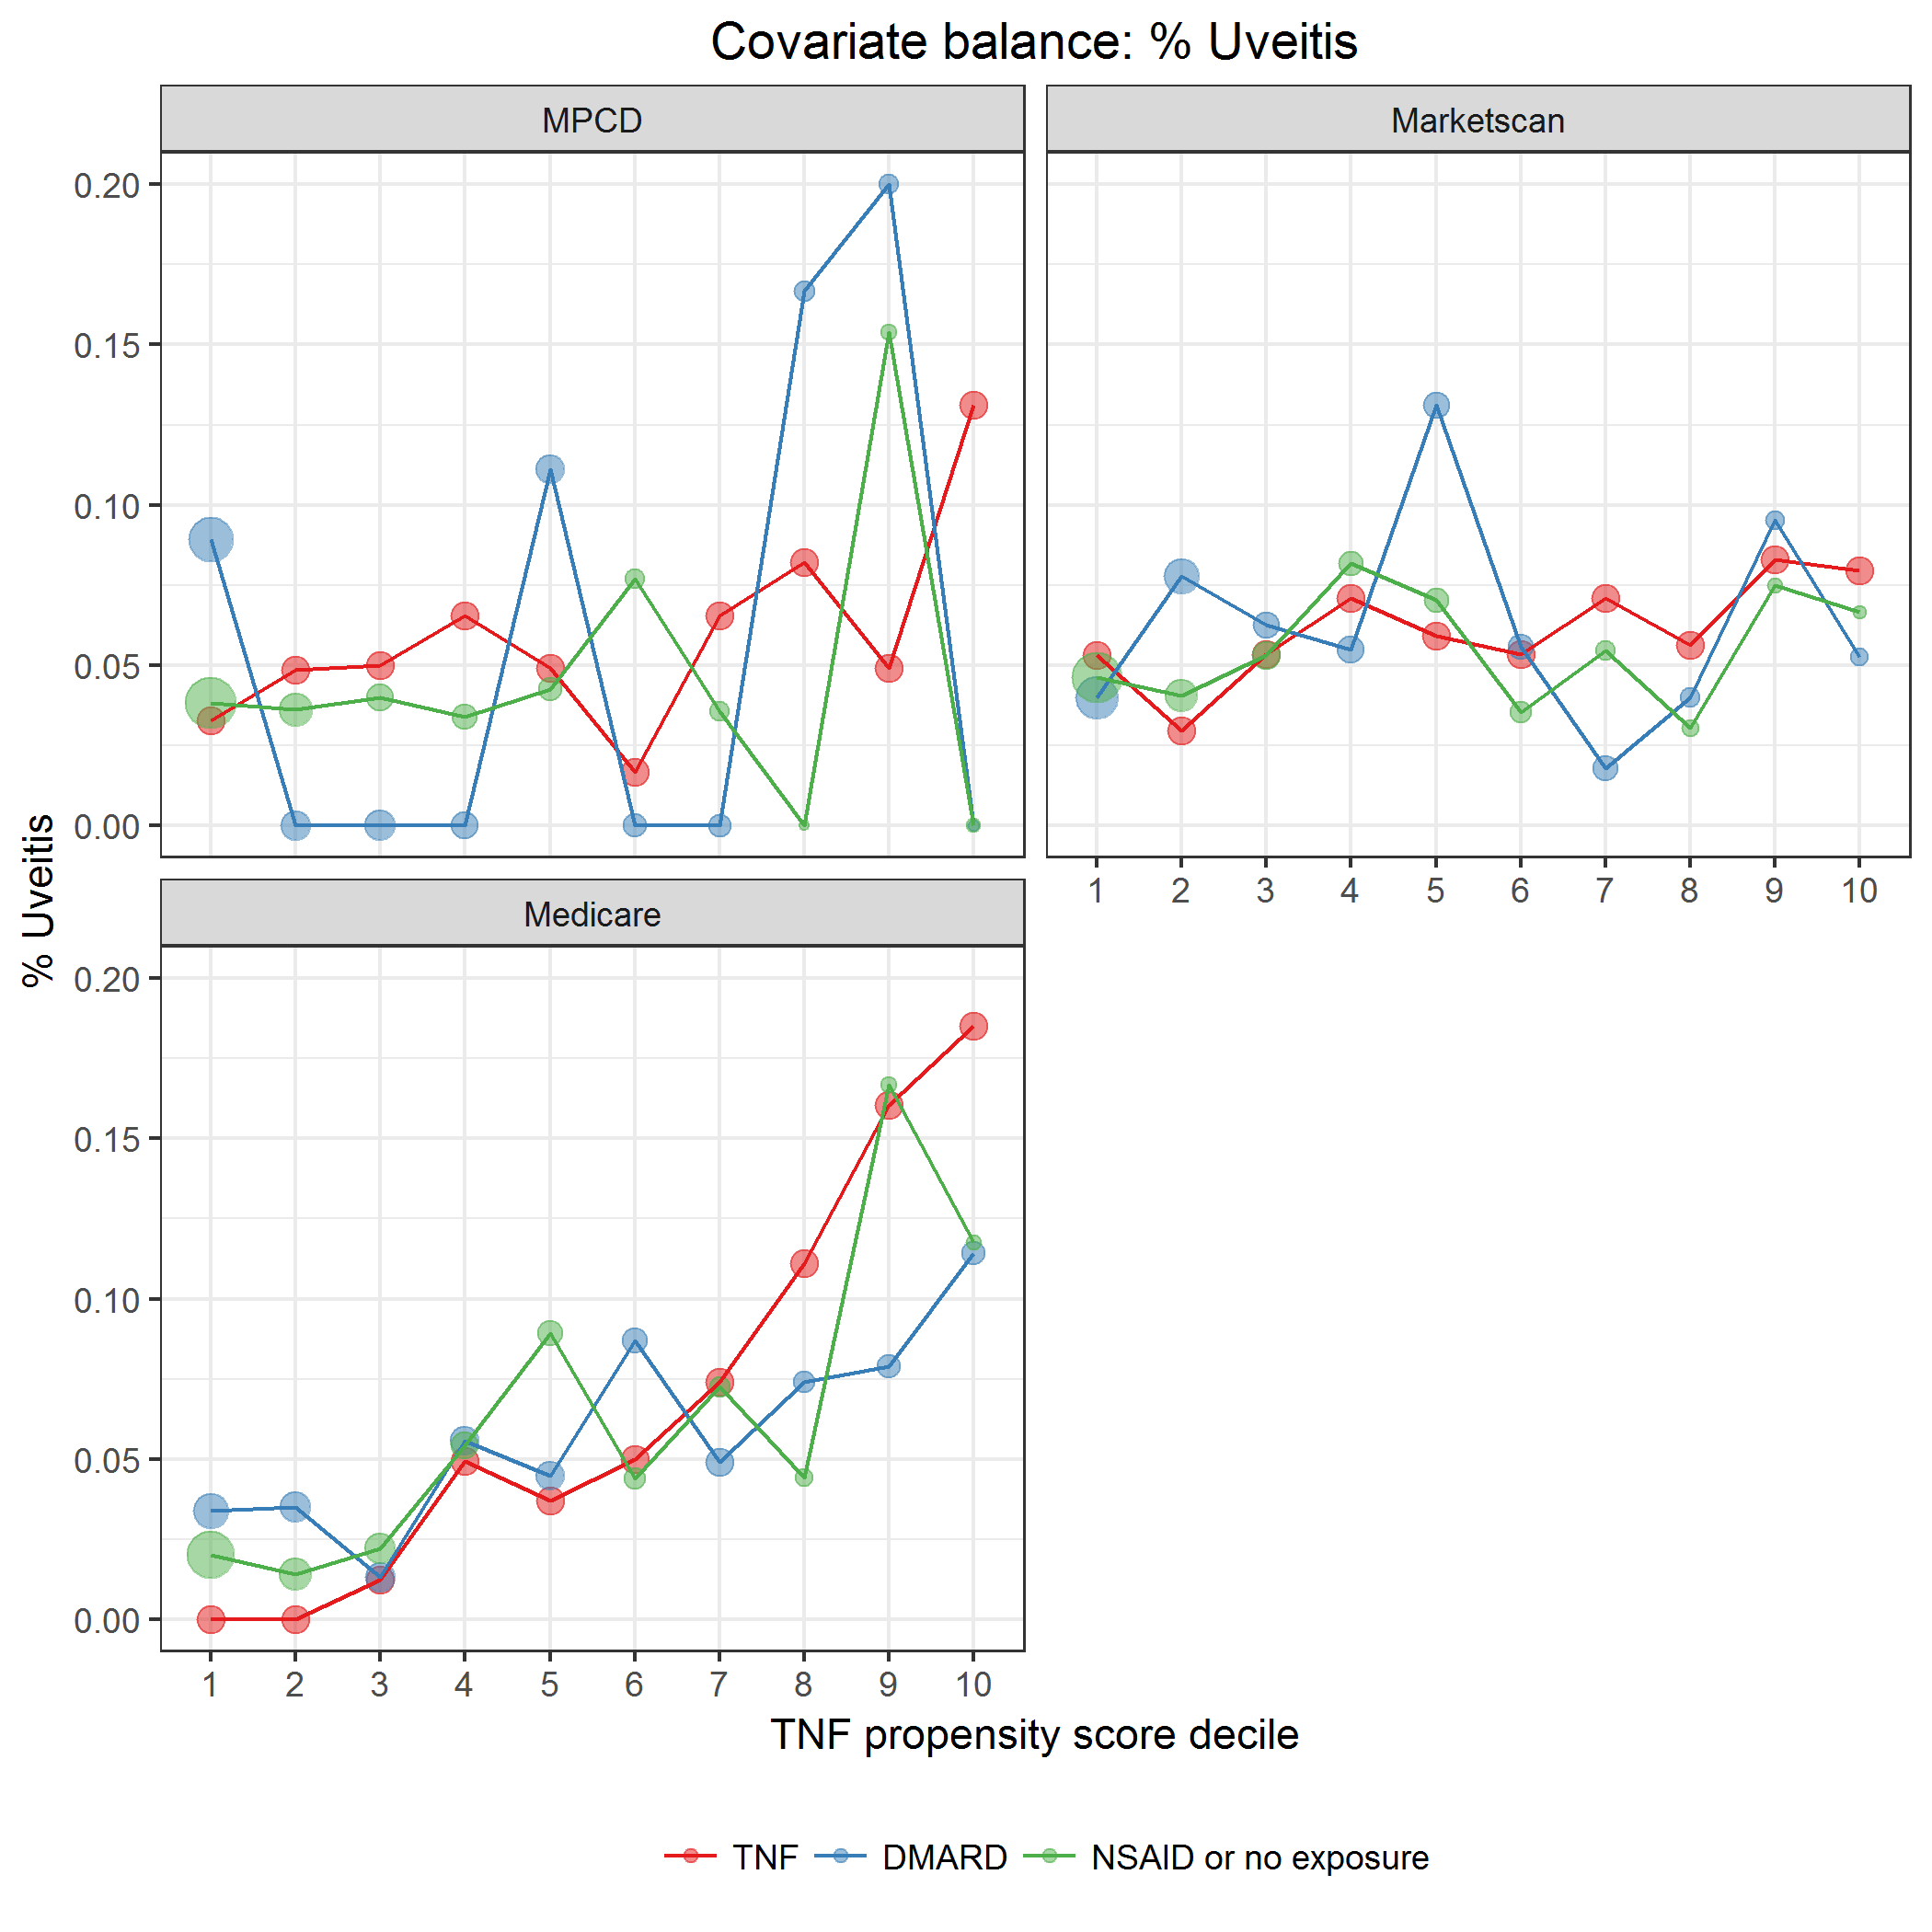 Covariate balance: % Uveitis
MPCD
Marketscan
0.20
0.15
0.10
0.05
0.00
1 2 3 4 5 6 7 8 9 10
% Uveitis
Medicare
0.20
0.15
0.10
0.05
0.00
1 2 3 4 5 6 7 8 9 10
TNF propensity score decile
TNF DMARD NSAID or no exposure